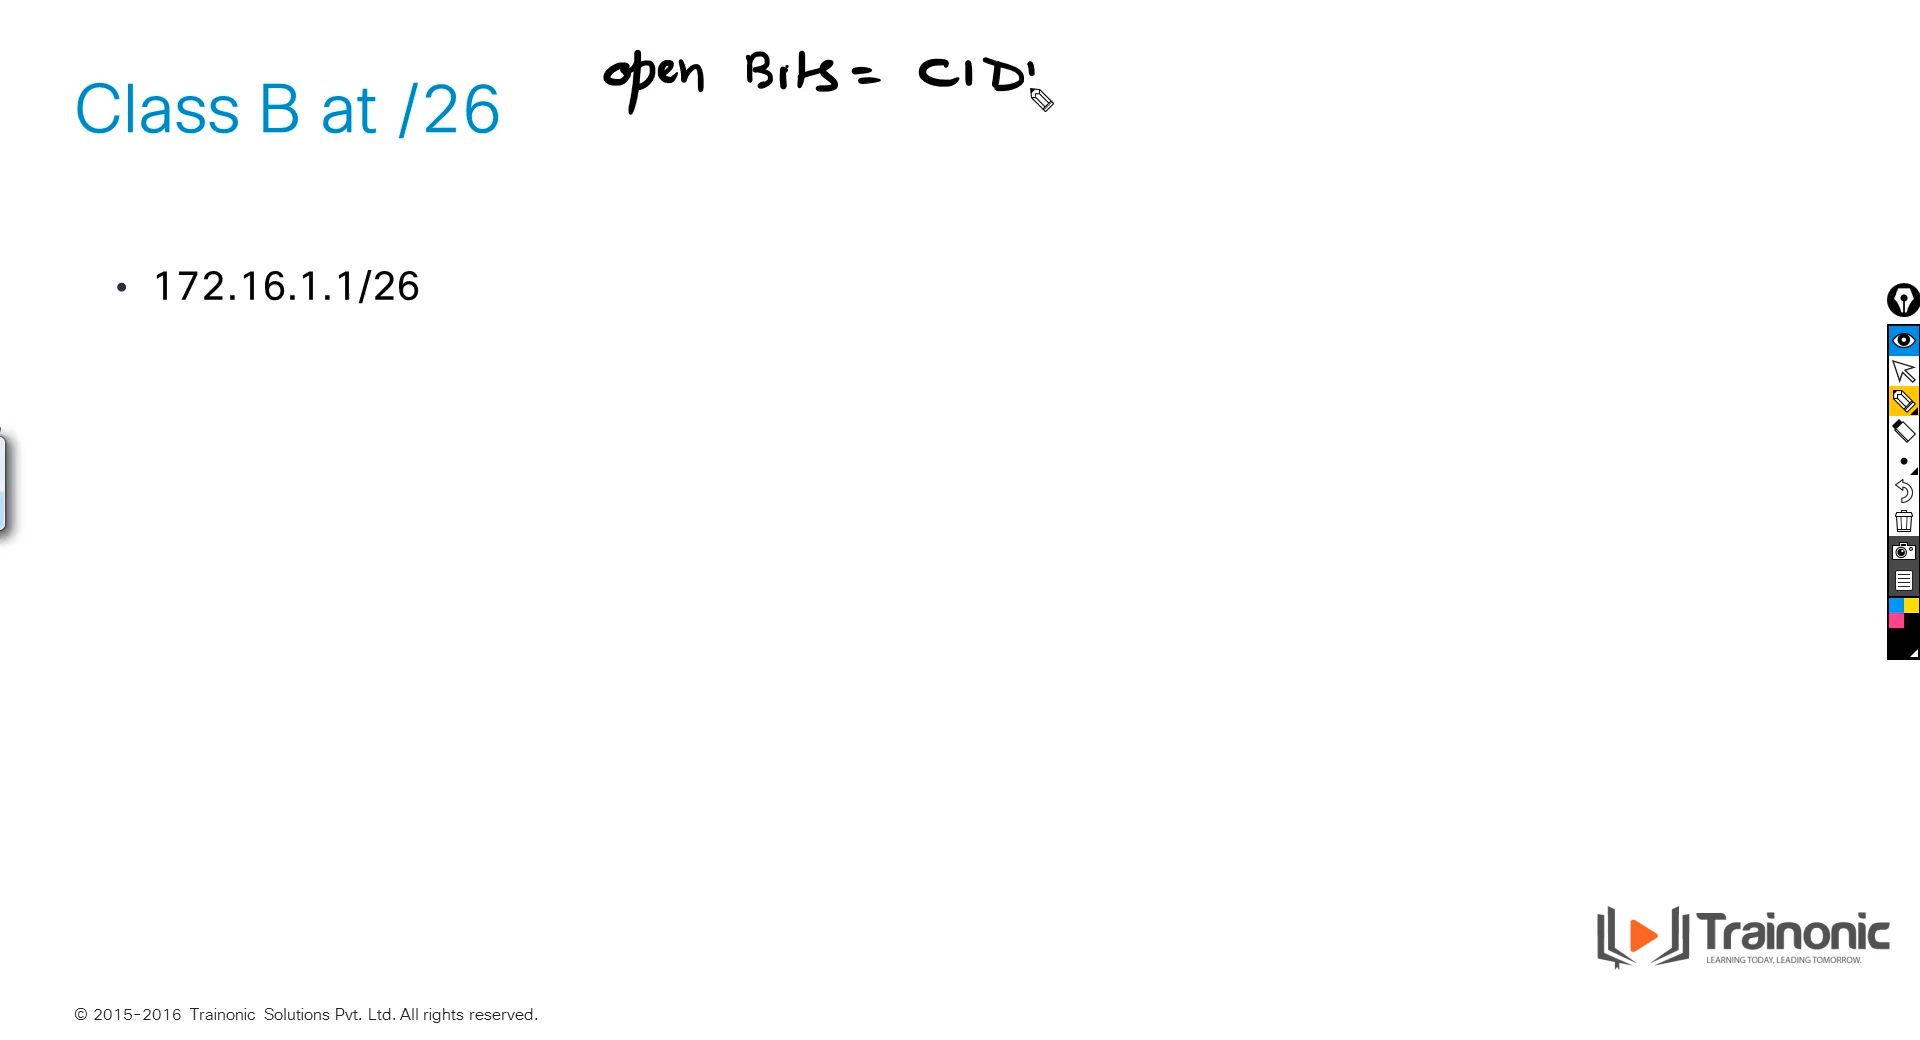 open Bits = CID
Class B at /26
• 172.16.1.1/26
Trainonic
LEARNING TODAY, LEADING TOMORROW.
© 2015-2016 Trainonic Solutions Pvt. Ltd. All rights reserved.